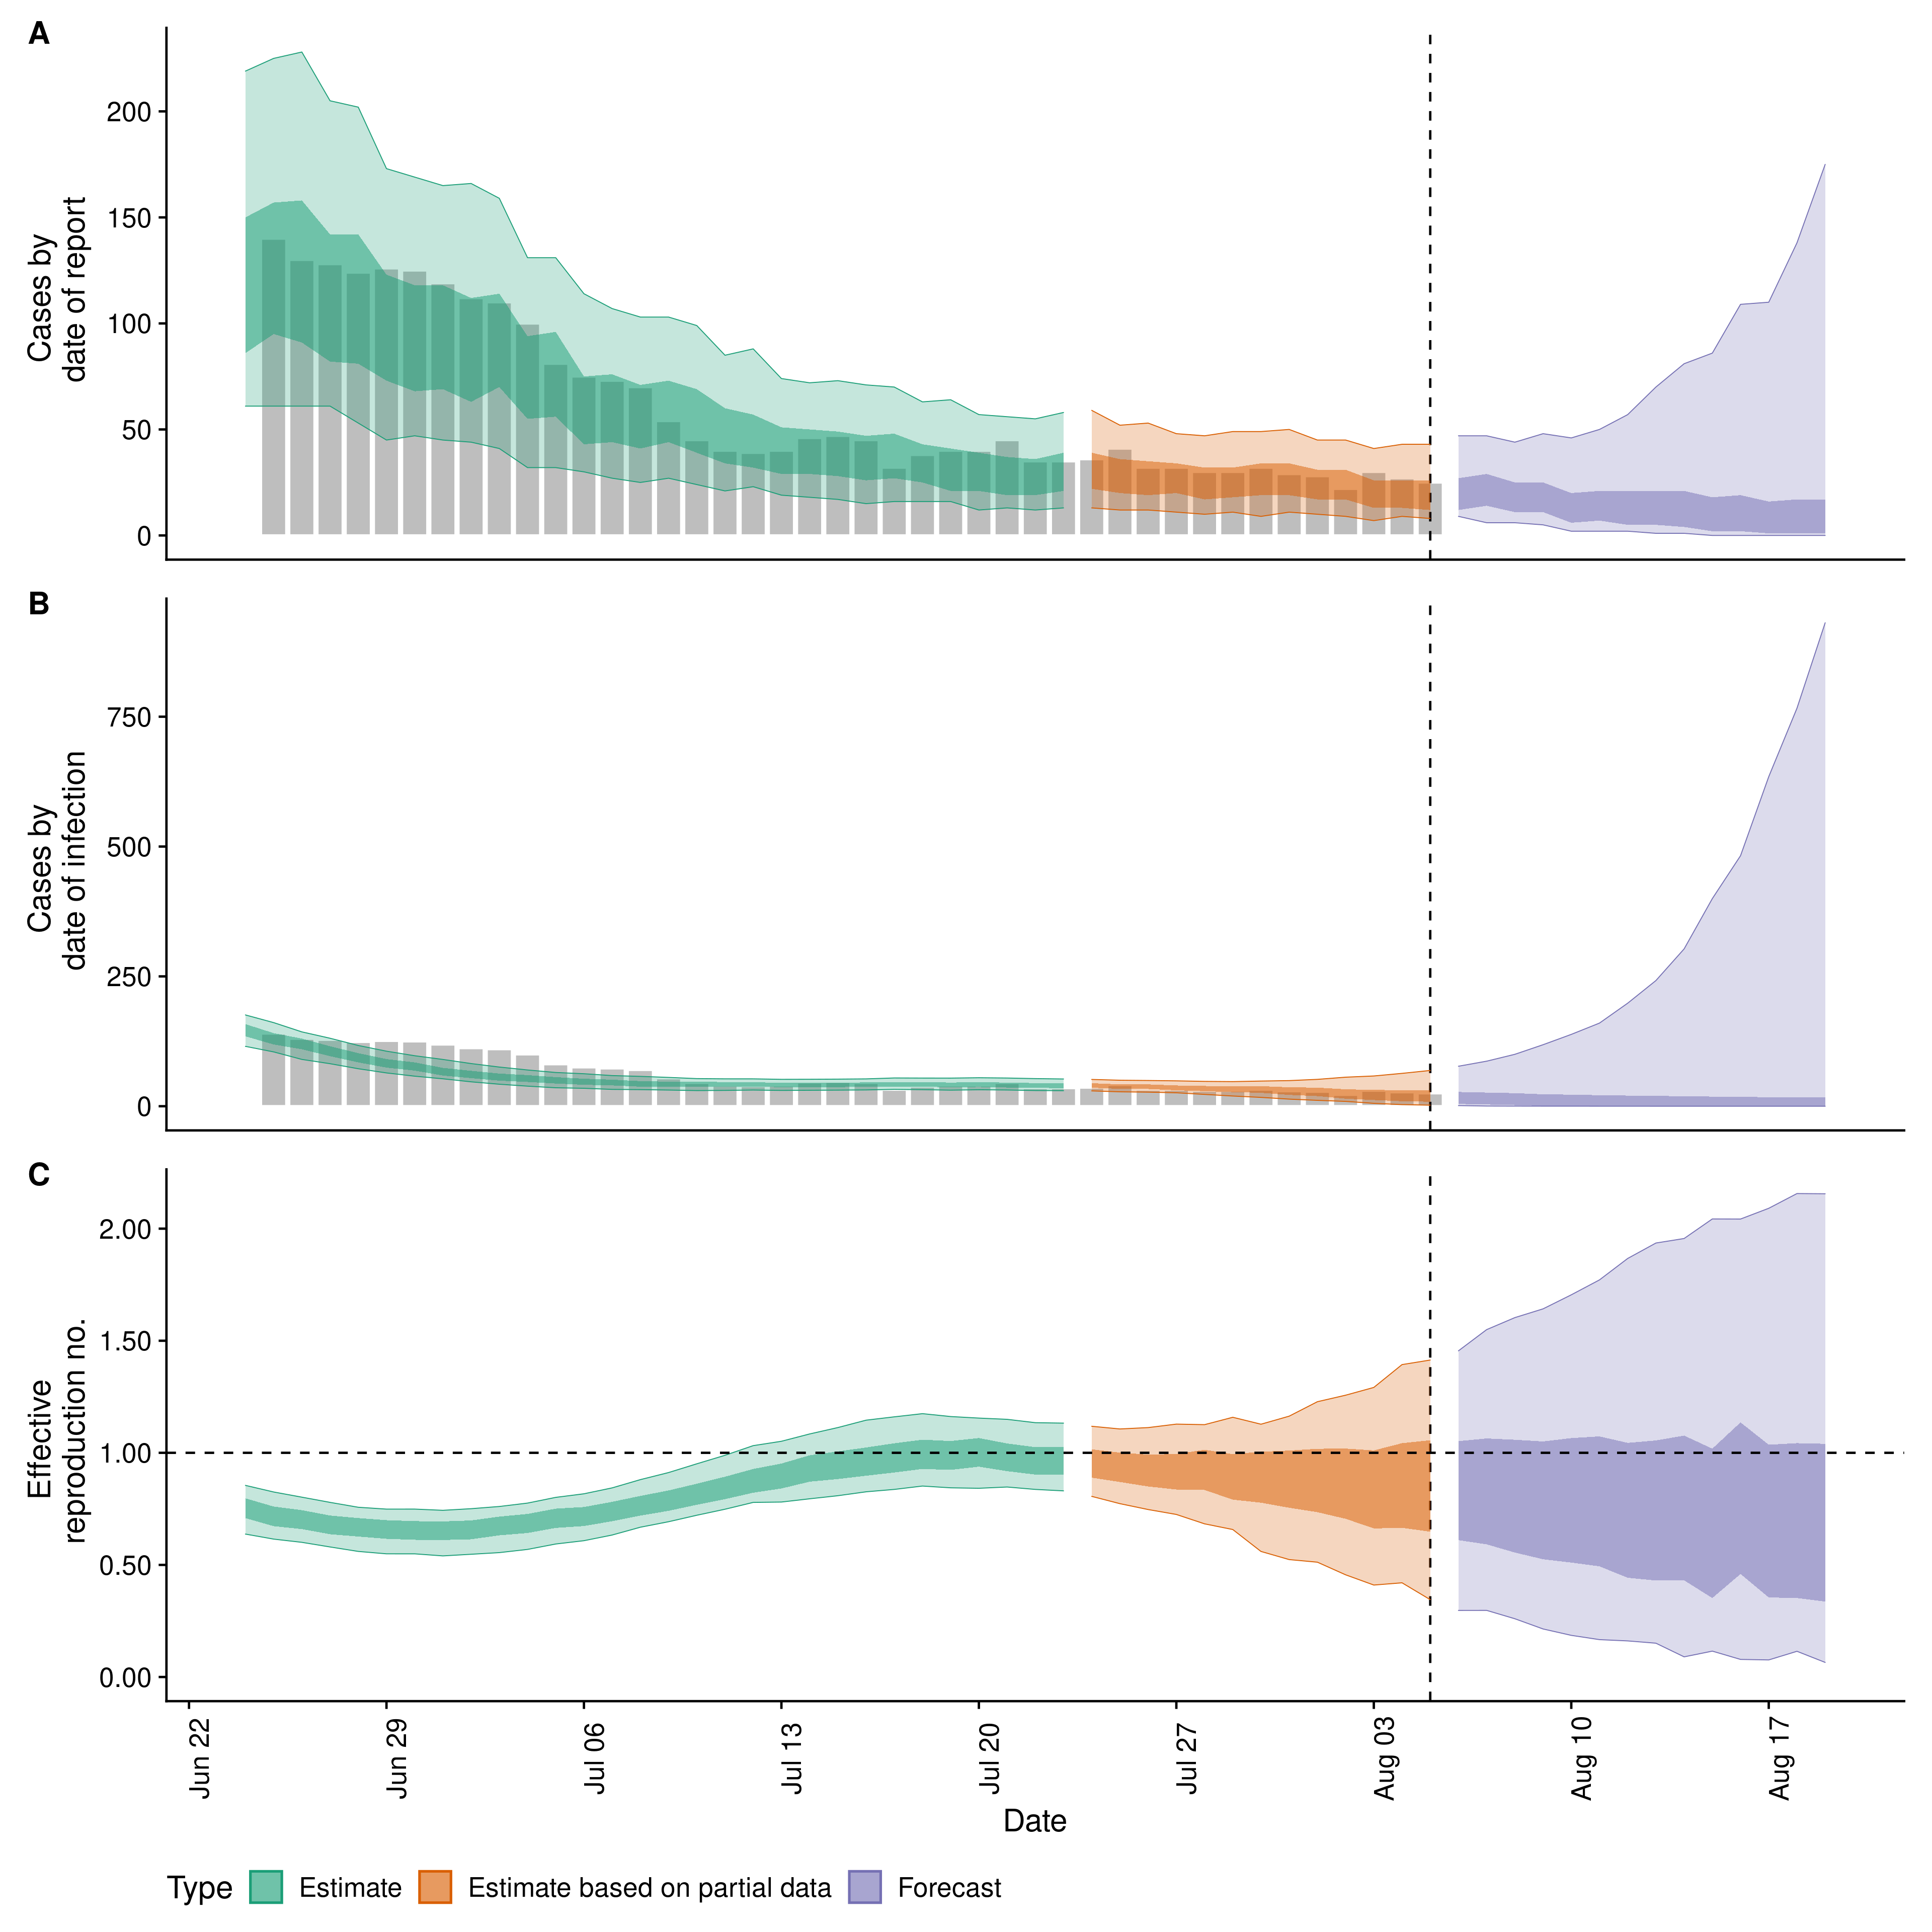 A
Cases by
date of report
200
150
100
50
0
B
Cases by
date of infection
750
500
250
0
C
Effective
reproduction no.
2.00
1.50
1.00
0.50
0.00
Jun 22
Jun 29
Jul 06
Jul 13
Jul 20
Jul 27
Aug 03
Aug 10
Aug 17
Date
Type Estimate Estimate based on partial data Forecast